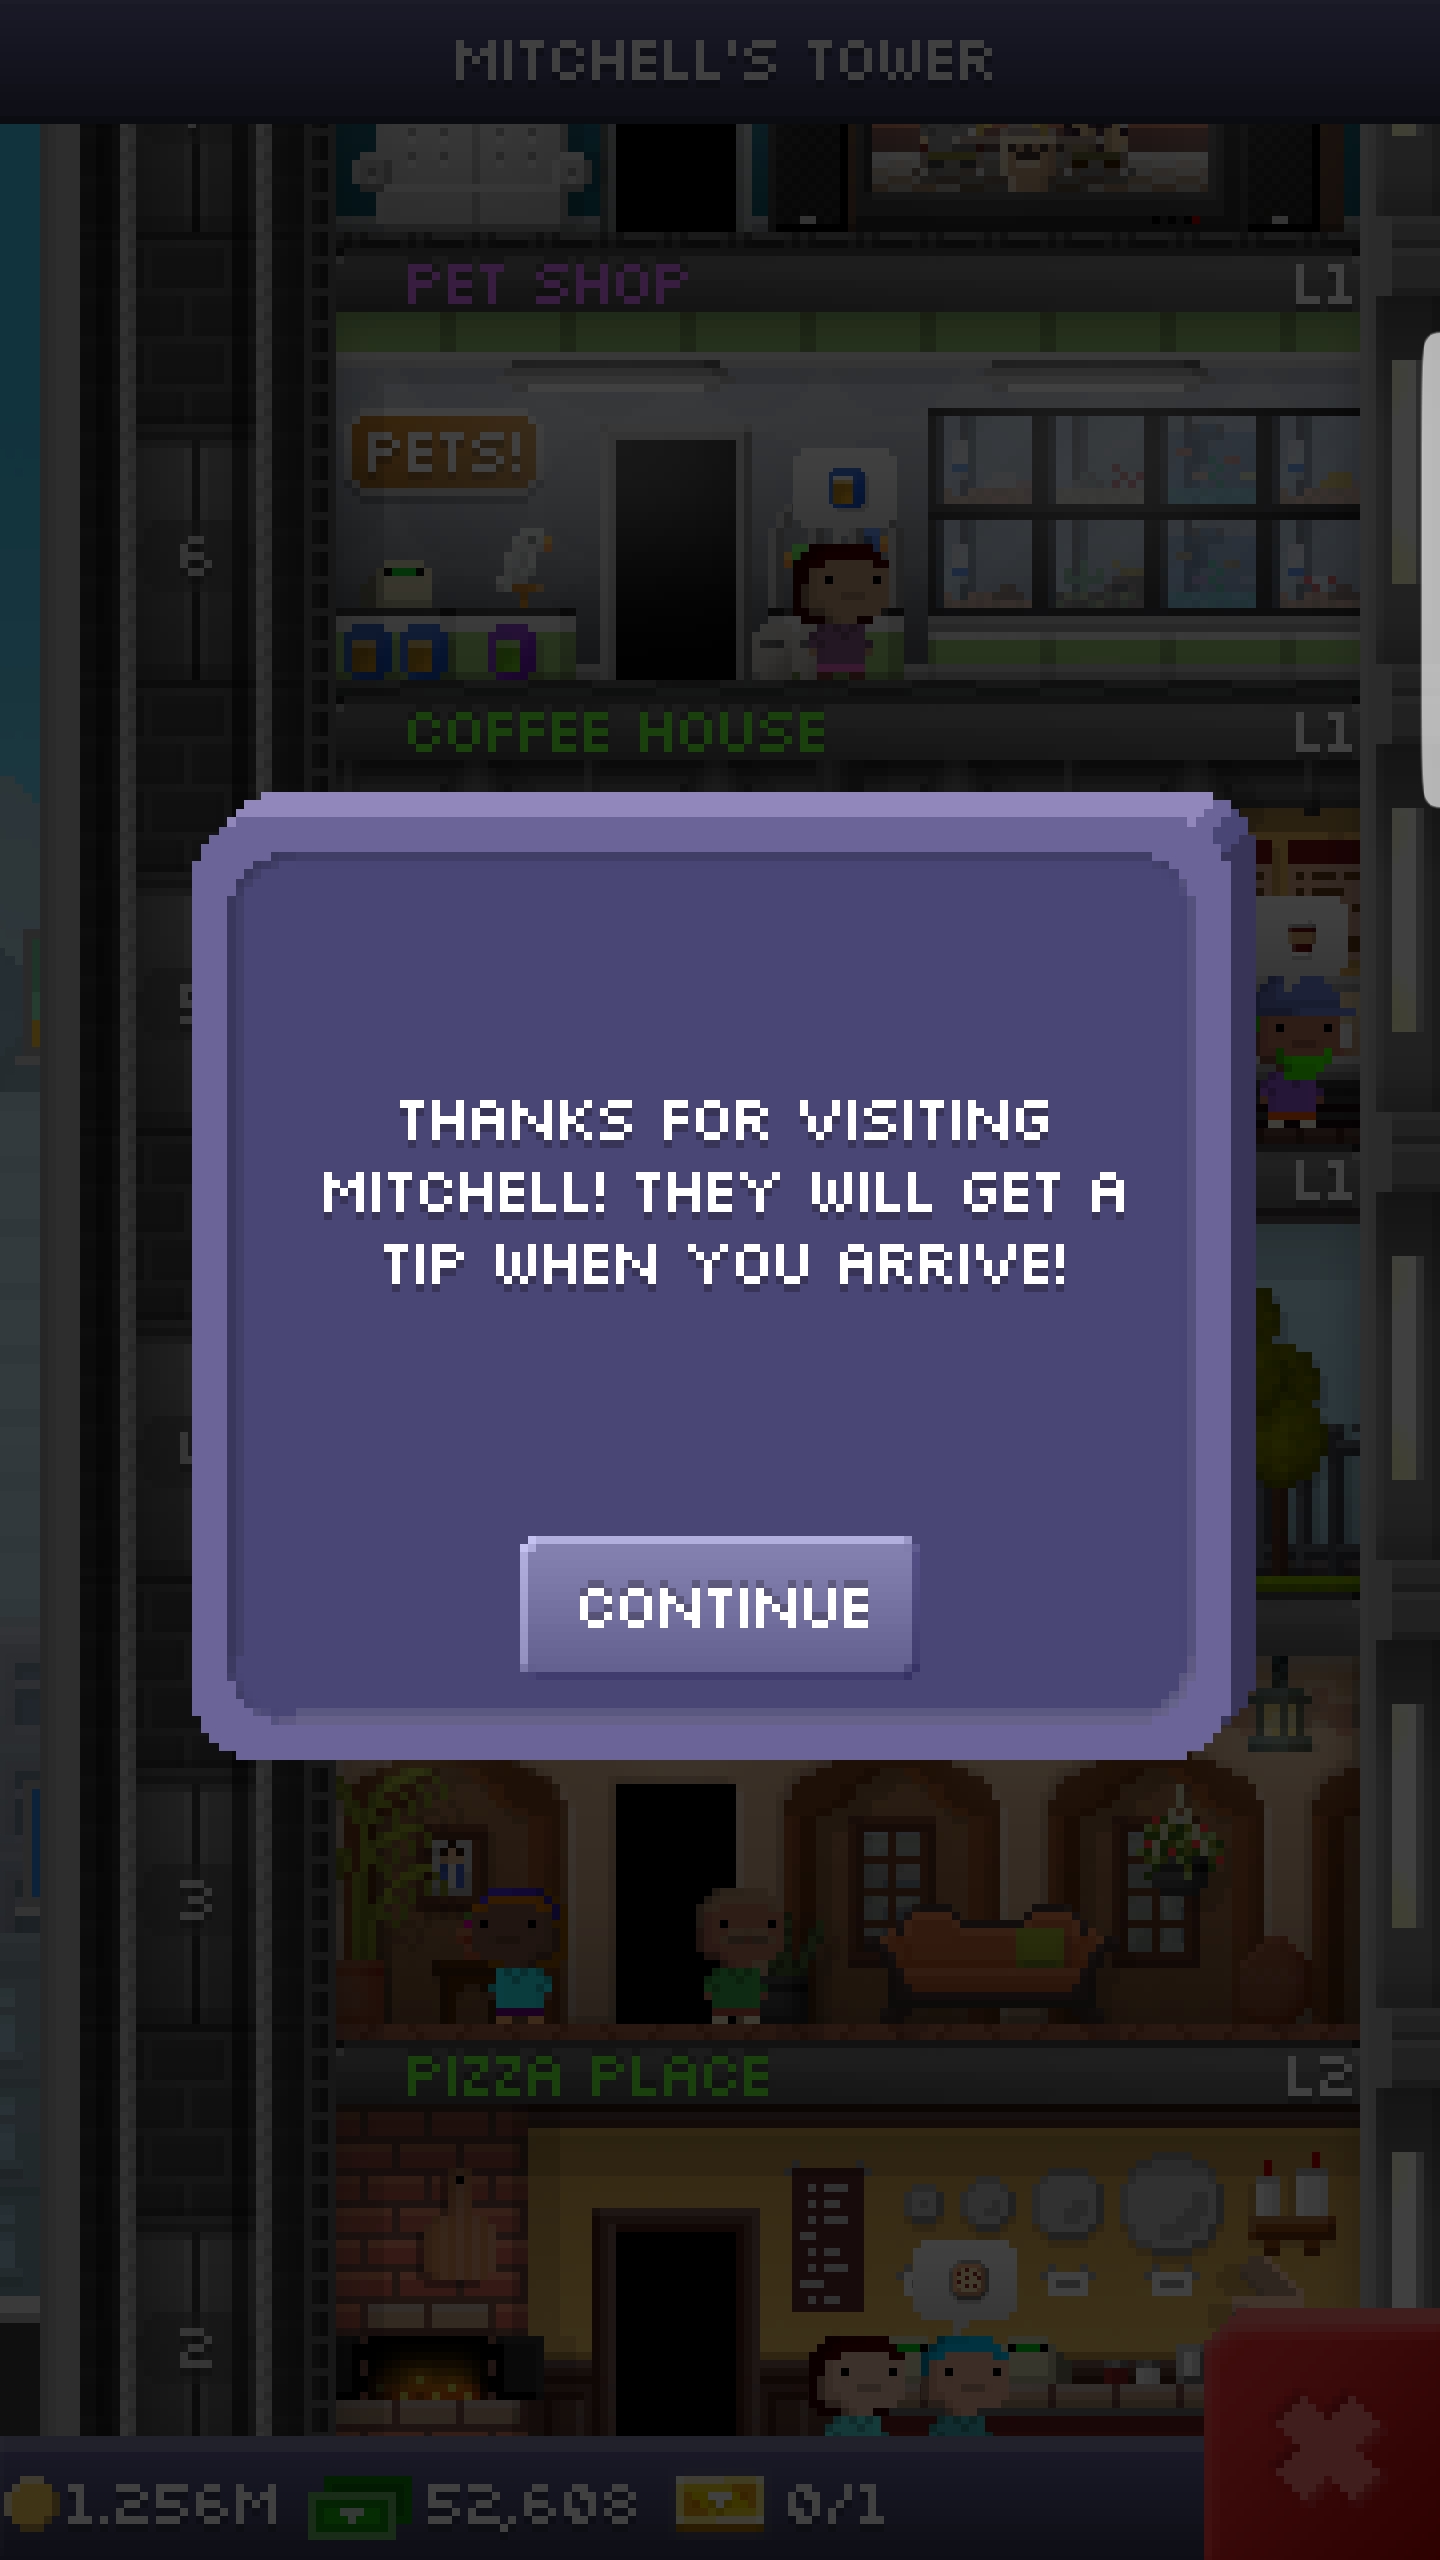 MITCHELL'S TOWER
PET SHOP L1
PETS!
6
COFFEE HOUSE L1
THANKS FOR VISITING
MITCHELL! THEY WILL GET A
TIP WHEN YOU ARRIVE!
L1
CONTINUE
3
PIZZA PLACE L2
2
1.256M 52,608 0/1